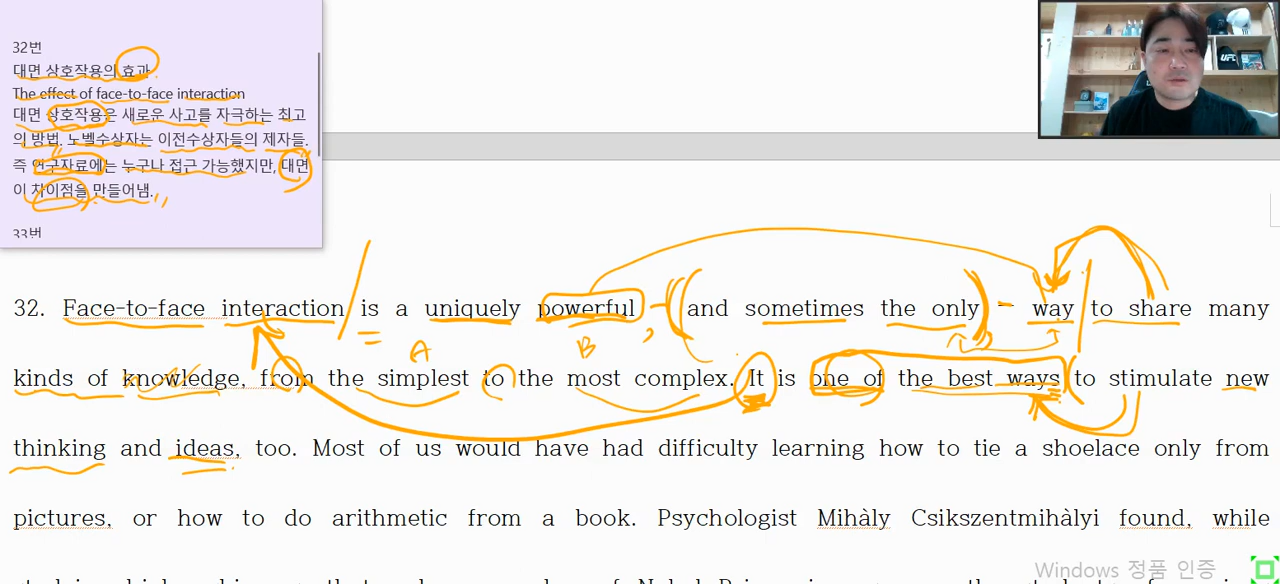 32번
대면 상호작용의 효과.
The effect of face-to-face interaction
대면 상호작용은 새로운 사고를 자극하는 최고
의 방법. 노벨수상자는 이전수상자들의 제자들.
즉 연구자료에는 누구나 접근 가능했지만, 대면
이 차이점을 만들어냄.
33번
UFC
32. Face-to-face interaction is a uniquely powerful — (and sometimes the only) — way to share many
A B
kinds of knowledge, from the simplest to the most complex. It is one of the best ways to stimulate new
thinking and ideas, too. Most of us would have had difficulty learning how to tie a shoelace only from
pictures, or how to do arithmetic from a book. Psychologist Mihàly Csikszentmihàlyi found, while
Windows 정품 인증